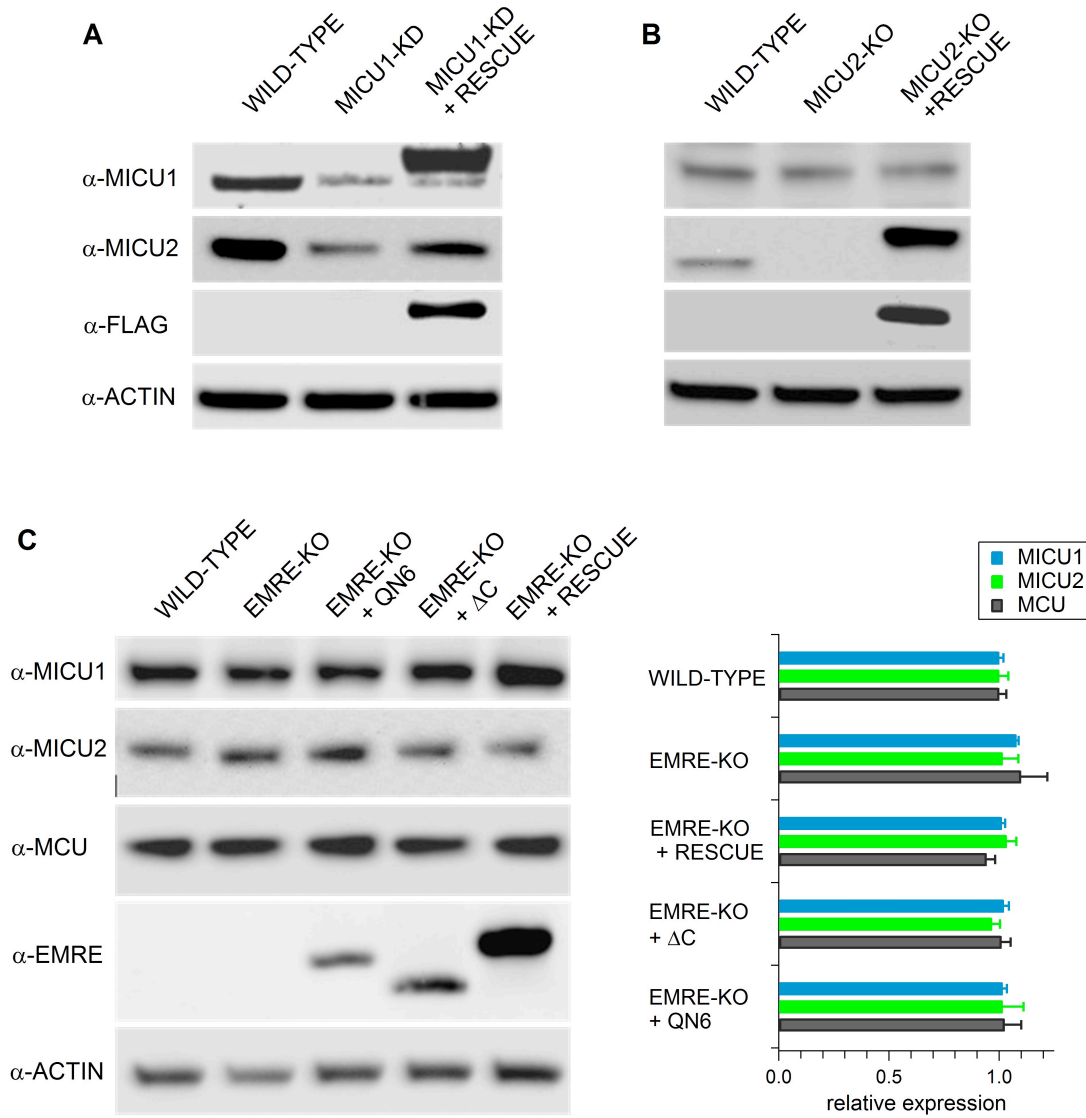 A
WILD-TYPE
MICU1-KD
MICU1-KD
+ RESCUE
α-MICU1
α-MICU2
α-FLAG
α-ACTIN
B
WILD-TYPE
MICU2-KO
MICU2-KO
+RESCUE
C
WILD-TYPE
EMRE-KO
EMRE-KO
+ QN6
EMRE-KO
+ ΔC
EMRE-KO
+ RESCUE
α-MICU1
α-MICU2
α-MCU
α-EMRE
α-ACTIN
MICU1
MICU2
MCU
WILD-TYPE
EMRE-KO
EMRE-KO
+ RESCUE
EMRE-KO
+ ΔC
EMRE-KO
+ QN6
0.0 0.5 1.0
relative expression